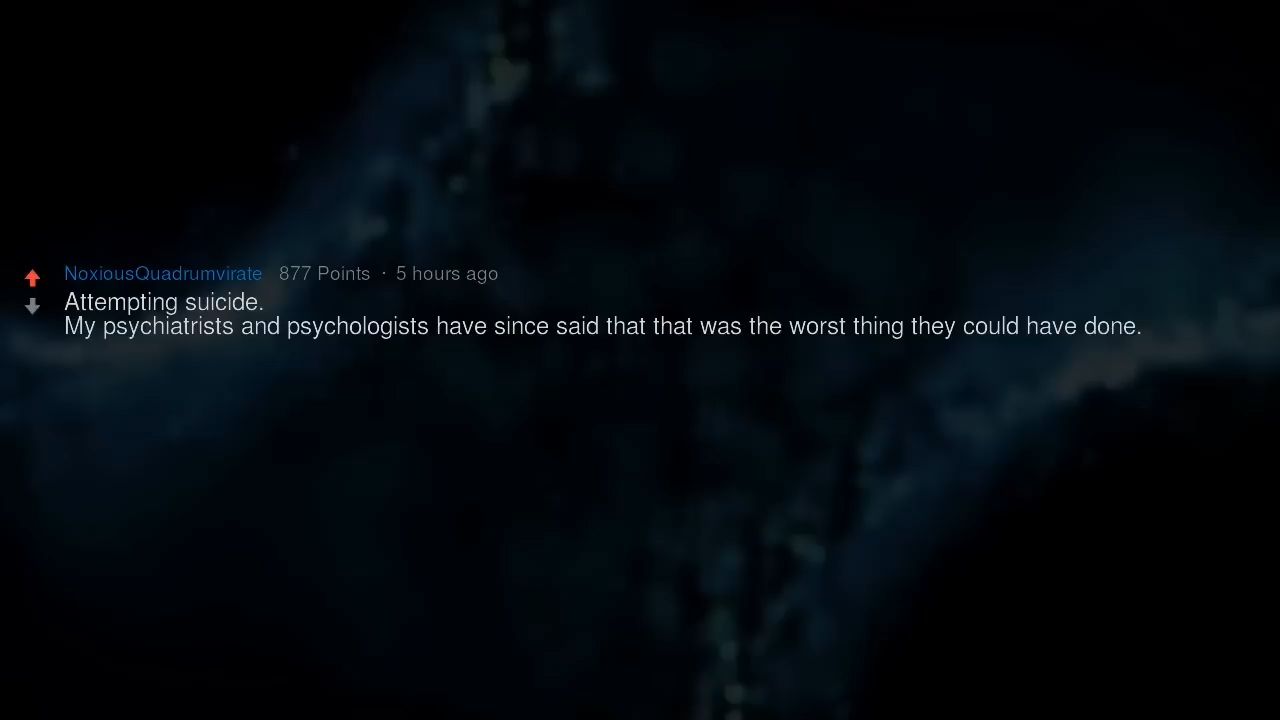 NoxiousQuadrumvirate 877 Points · 5 hours ago
Attempting suicide.
My psychiatrists and psychologists have since said that that was the worst thing they could have done.